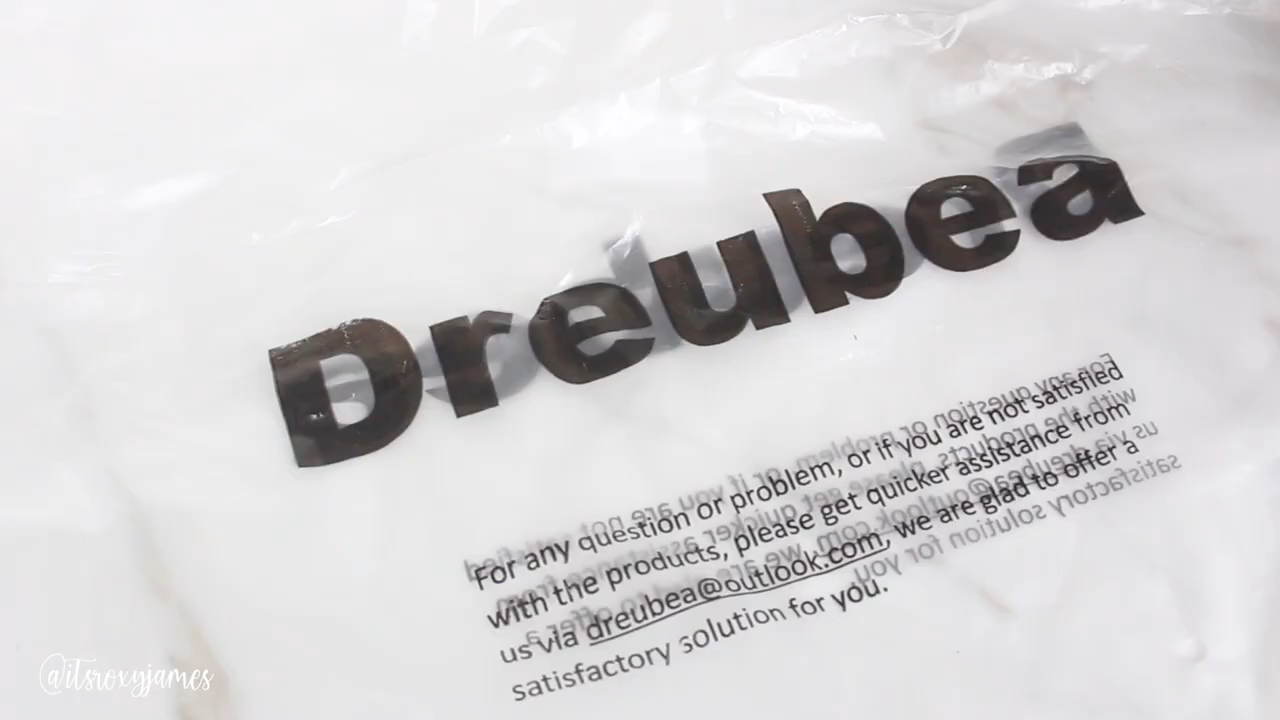 Dreubea
For any question or problem, or if you are not satisfied
with the products, please get quicker assistance from
us via dreubea@outlook.com, we are glad to offer a
satisfactory solution for you.
@itsroxyjames